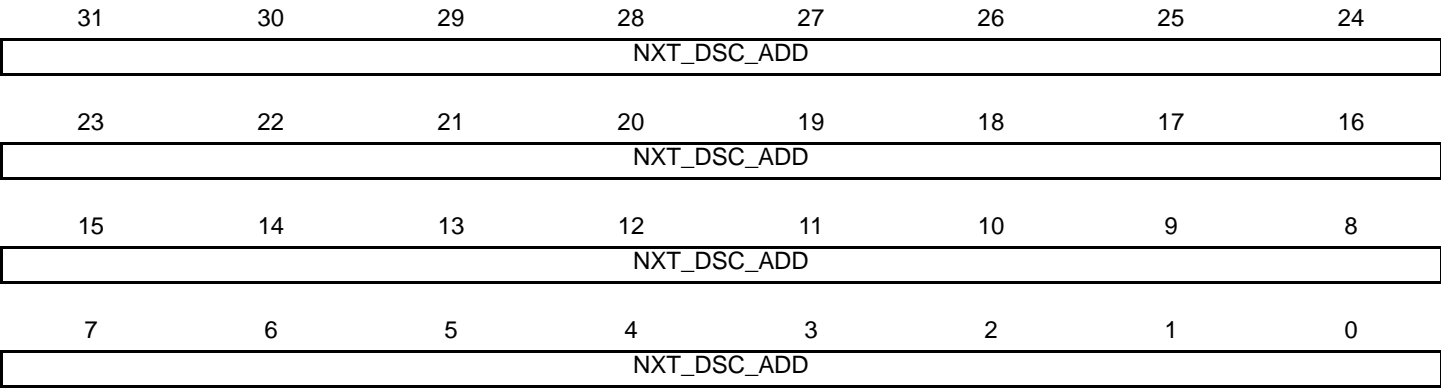 31 30 29 28 27 26 25 24
NXT_DSC_ADD
23 22 21 20 19 18 17 16
NXT_DSC_ADD
15 14 13 12 11 10 9 8
NXT_DSC_ADD
7 6 5 4 3 2 1 0
NXT_DSC_ADD